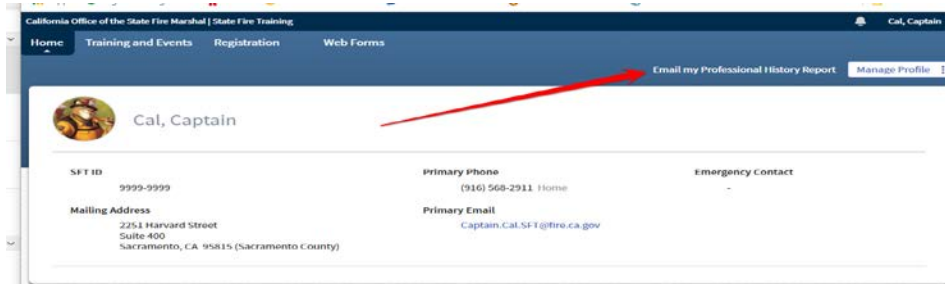 California Office of the State Fire Marshal | State Fire Training
Cal, Captain
Home Training and Events Registration Web Forms
Email my Professional History Report Manage Profile
Cal, Captain
SFT ID Primary Phone Emergency Contact
9999-9999 (916) 568-2911 Home -
Mailing Address Primary Email
2251 Harvard Street Captain.Cal.SFT@fire.ca.gov
Suite 400
Sacramento, CA 95815 (Sacramento County)